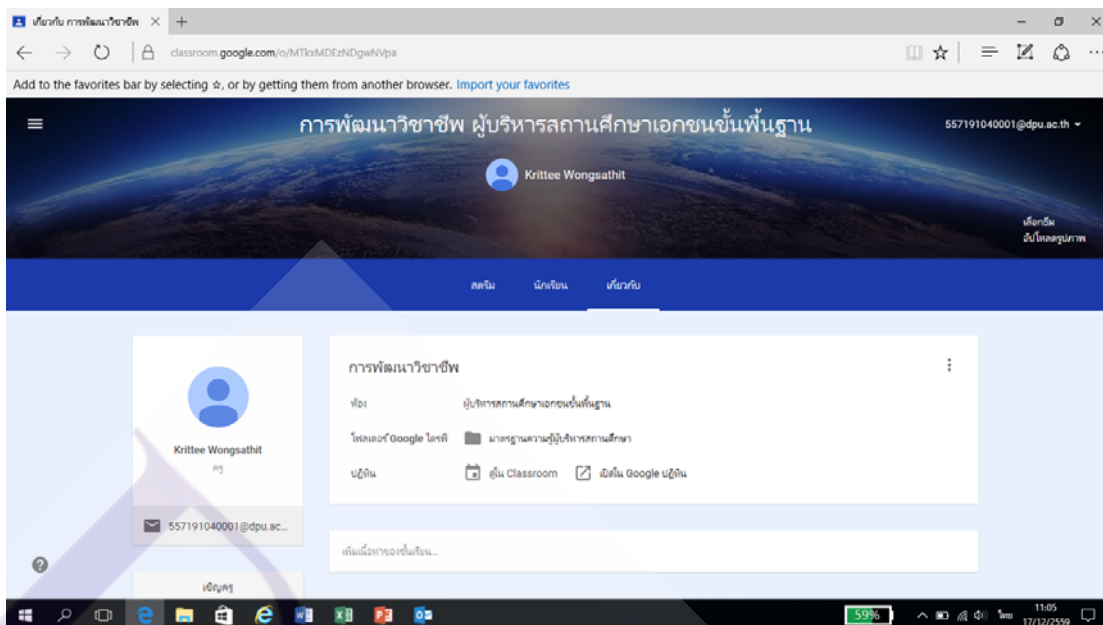 เกี่ยวกับ การพัฒนาวิชาชีพ
classroom.google.com/o/
Add to the favorites bar by selecting ☆, or by getting them from another browser. Import your favorites
การพัฒนาวิชาชีพ ผู้บริหารสถานศึกษาเอกชนขั้นพื้นฐาน
557191040001@dpu.ac.th
Krittee Wongsathit
เลือกธีม
อัปโหลดรูปภาพ
สตรีม นักเรียน เกี่ยวกับ
การพัฒนาวิชาชีพ
ห้อง ผู้บริหารสถานศึกษาเอกชนขั้นพื้นฐาน
โฟลเดอร์ Google ไดรฟ์ มาตรฐานความรู้ผู้บริหารสถานศึกษา
ปฏิทิน ดูใน Classroom เปิดใน Google ปฏิทิน
Krittee Wongsathit
ครู
557191040001@dpu.ac...
เพิ่มเนื้อหาของชั้นเรียน...
เชิญครู
59% ไทย 11:05
17/12/2559